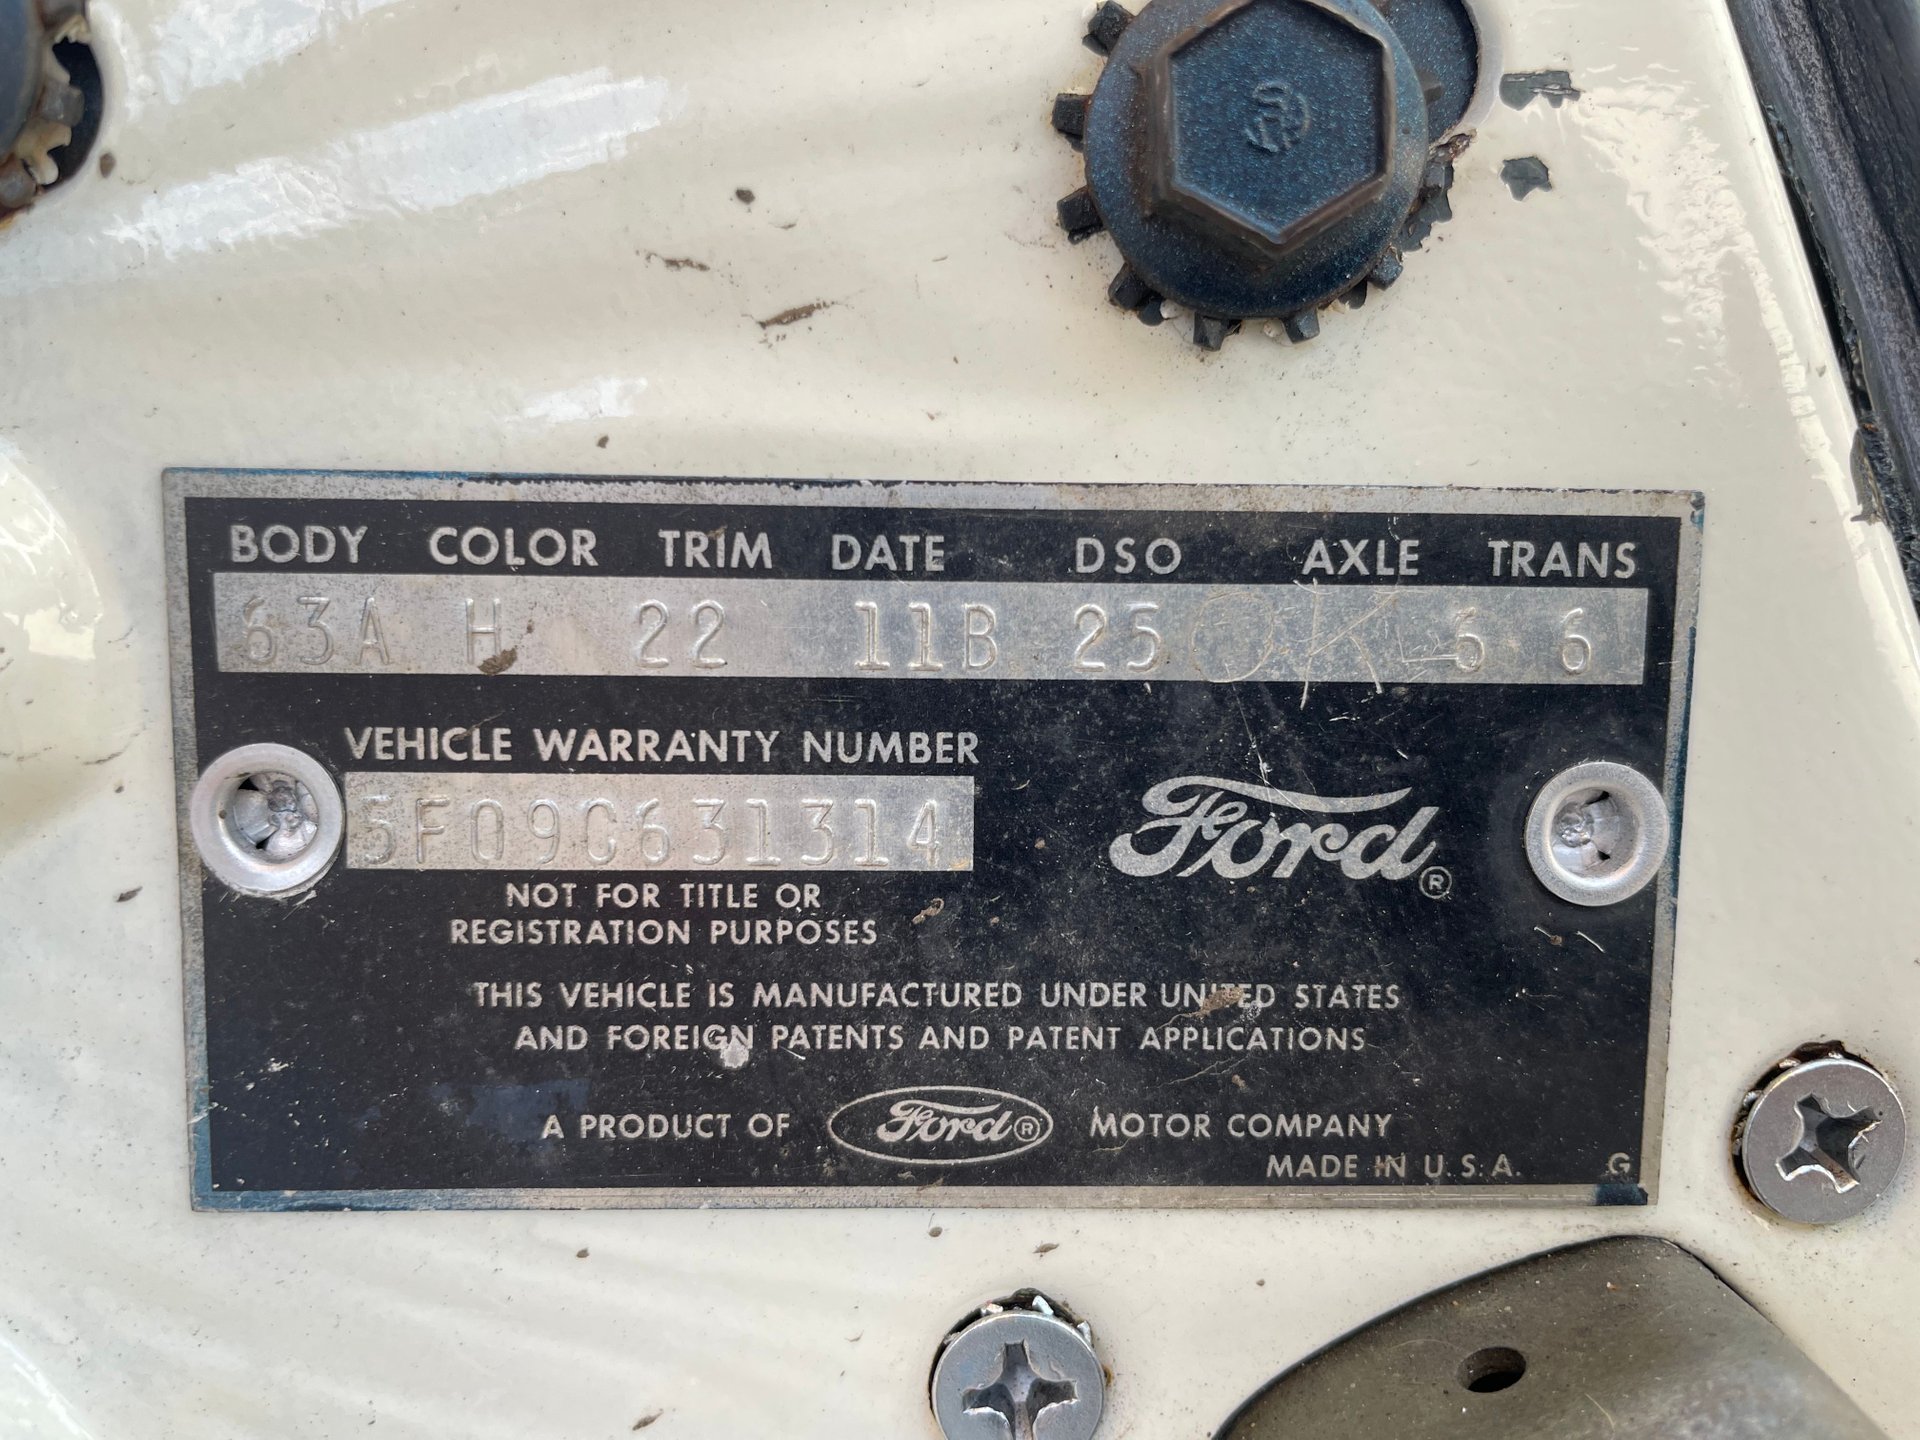 BODY COLOR TRIM DATE DSO AXLE TRANS
63A H 22 11B 25 OK 6 6
VEHICLE WARRANTY NUMBER
5F09C631314
Ford®
NOT FOR TITLE OR
REGISTRATION PURPOSES
THIS VEHICLE IS MANUFACTURED UNDER UNITED STATES
AND FOREIGN PATENTS AND PATENT APPLICATIONS
A PRODUCT OF Ford® MOTOR COMPANY
MADE IN U.S.A. G